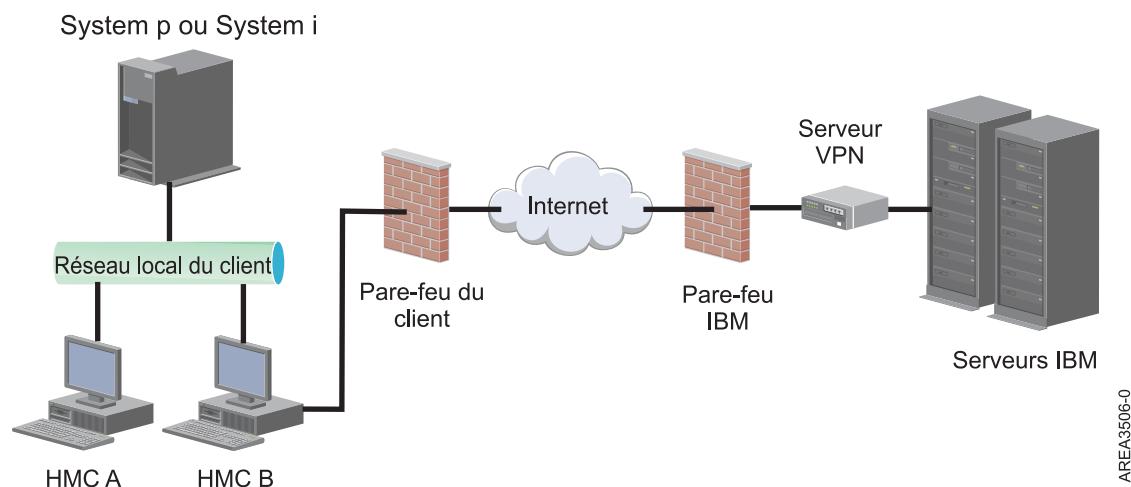 System p ou System i
Serveur
VPN
Internet
Réseau local du client
Pare-feu du
client
Pare-feu
IBM
Serveurs IBM
HMC A
HMC B
AREA3506-0